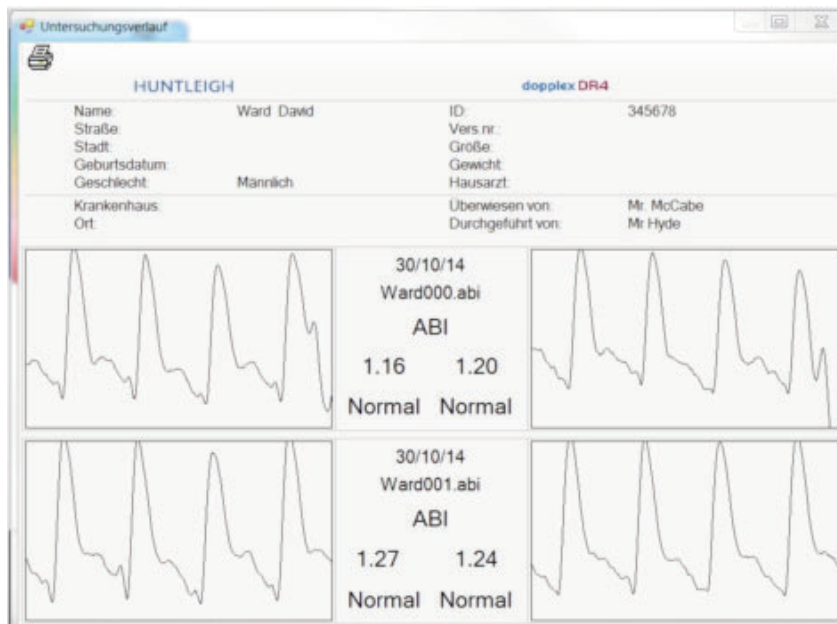 Untersuchungsverlauf
HUNTLEIGH
dopplex DR4
Name: Ward David ID: 345678
Straße: Vers nr.:
Stadt: Größe:
Geburtsdatum: Gewicht:
Geschlecht: Männlich Hausarzt:
Krankenhaus: Überwiesen von: Mr. McCabe
Ort: Durchgeführt von: Mr Hyde
30/10/14
Ward000.abi
ABI
1.16 1.20
Normal Normal
30/10/14
Ward001.abi
ABI
1.27 1.24
Normal Normal